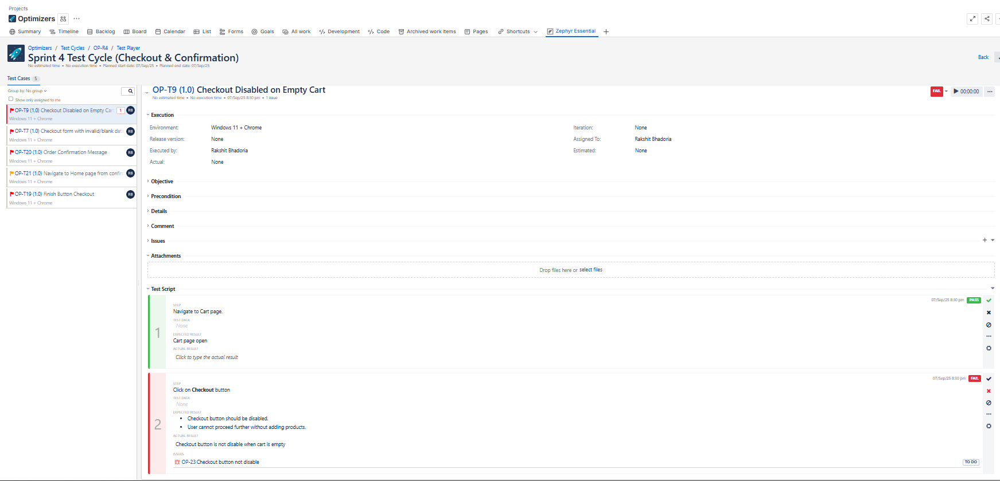 Projects
Optimizers
Summary Timeline Backlog Board Calendar List Forms Goals All work Development Code Archived work items Pages Shortcuts Zephyr Essential
Optimizers / Test Cycles / OP-R4 / Test Player
Sprint 4 Test Cycle (Checkout & Confirmation)
No estimated time • No execution time • Planned start date: 07/Sep/25 • Planned end date: 07/Sep/25
Back
Test Cases 5
Group by: No group
Show only assigned to me
OP-T9 (1.0) Checkout Disabled on Empty Car 1 RB
Windows 11 + Chrome
OP-T7 (1.0) Checkout form with invalid/blank dat RB
Windows 11 + Chrome
OP-T20 (1.0) Order Confirmation Message RB
Windows 11 + Chrome
OP-T21 (1.0) Navigate to Home page from confir RB
Windows 11 + Chrome
OP-T19 (1.0) Finish Button Checkout RB
Windows 11 + Chrome
OP-T9 (1.0) Checkout Disabled on Empty Cart
No estimated time • No execution time • 07/Sep/25 8:30 pm • 1 issue
FAIL 00:00:00
Execution
Environment: Windows 11 + Chrome Iteration: None
Release version: None Assigned To: Rakshit Bhadoria
Executed by: Rakshit Bhadoria Estimated: None
Actual: None
Objective
Precondition
Details
Comment
Issues
Attachments
Drop files here or select files
Test Script
07/Sep/25 8:30 pm PASS
1
STEP
Navigate to Cart page.
TEST DATA
None
EXPECTED RESULT
Cart page open
ACTUAL RESULT
Click to type the actual result
07/Sep/25 8:30 pm FAIL
2
STEP
Click on Checkout button
TEST DATA
None
EXPECTED RESULT
• Checkout button should be disabled.
• User cannot proceed further without adding products.
ACTUAL RESULT
Checkout button is not disable when cart is empty
ISSUES
OP-23 Checkout button not disable TO DO